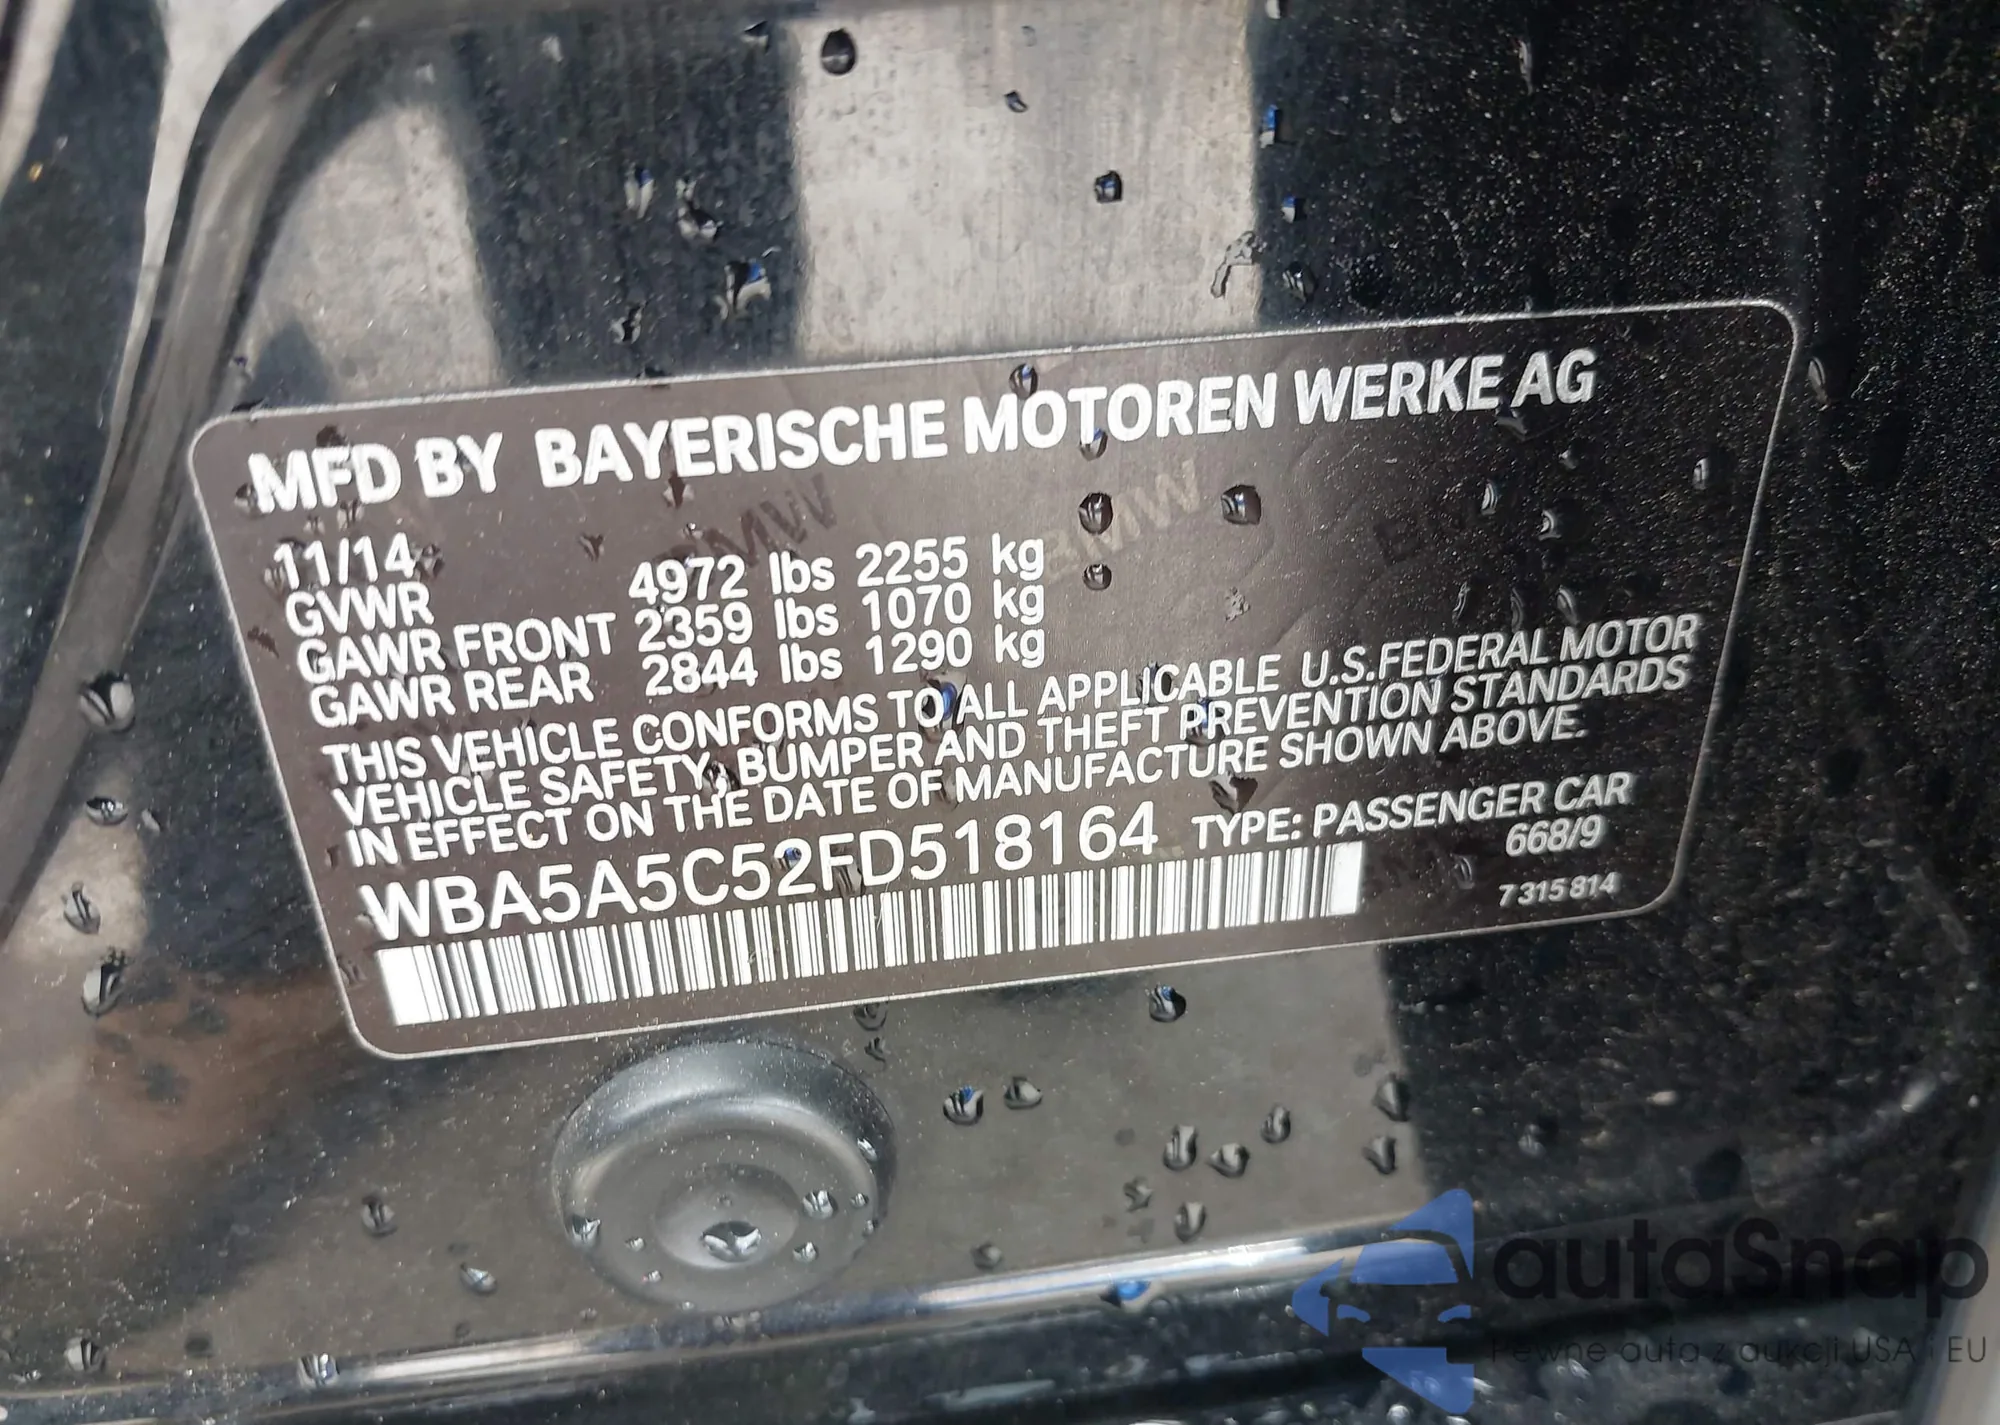 MFD BY BAYERISCHE MOTOREN WERKE AG
11/14
GVWR 4972 lbs 2255 kg
GAWR FRONT 2359 lbs 1070 kg
GAWR REAR 2844 lbs 1290 kg
THIS VEHICLE CONFORMS TO ALL APPLICABLE U.S.FEDERAL MOTOR
VEHICLE SAFETY, BUMPER AND THEFT PREVENTION STANDARDS
IN EFFECT ON THE DATE OF MANUFACTURE SHOWN ABOVE.
WBA5A5C52FD518164 TYPE: PASSENGER CAR
668/9
7 315 814
BMW BMW
autaSnap
Pewne auta z aukcji USA i EU